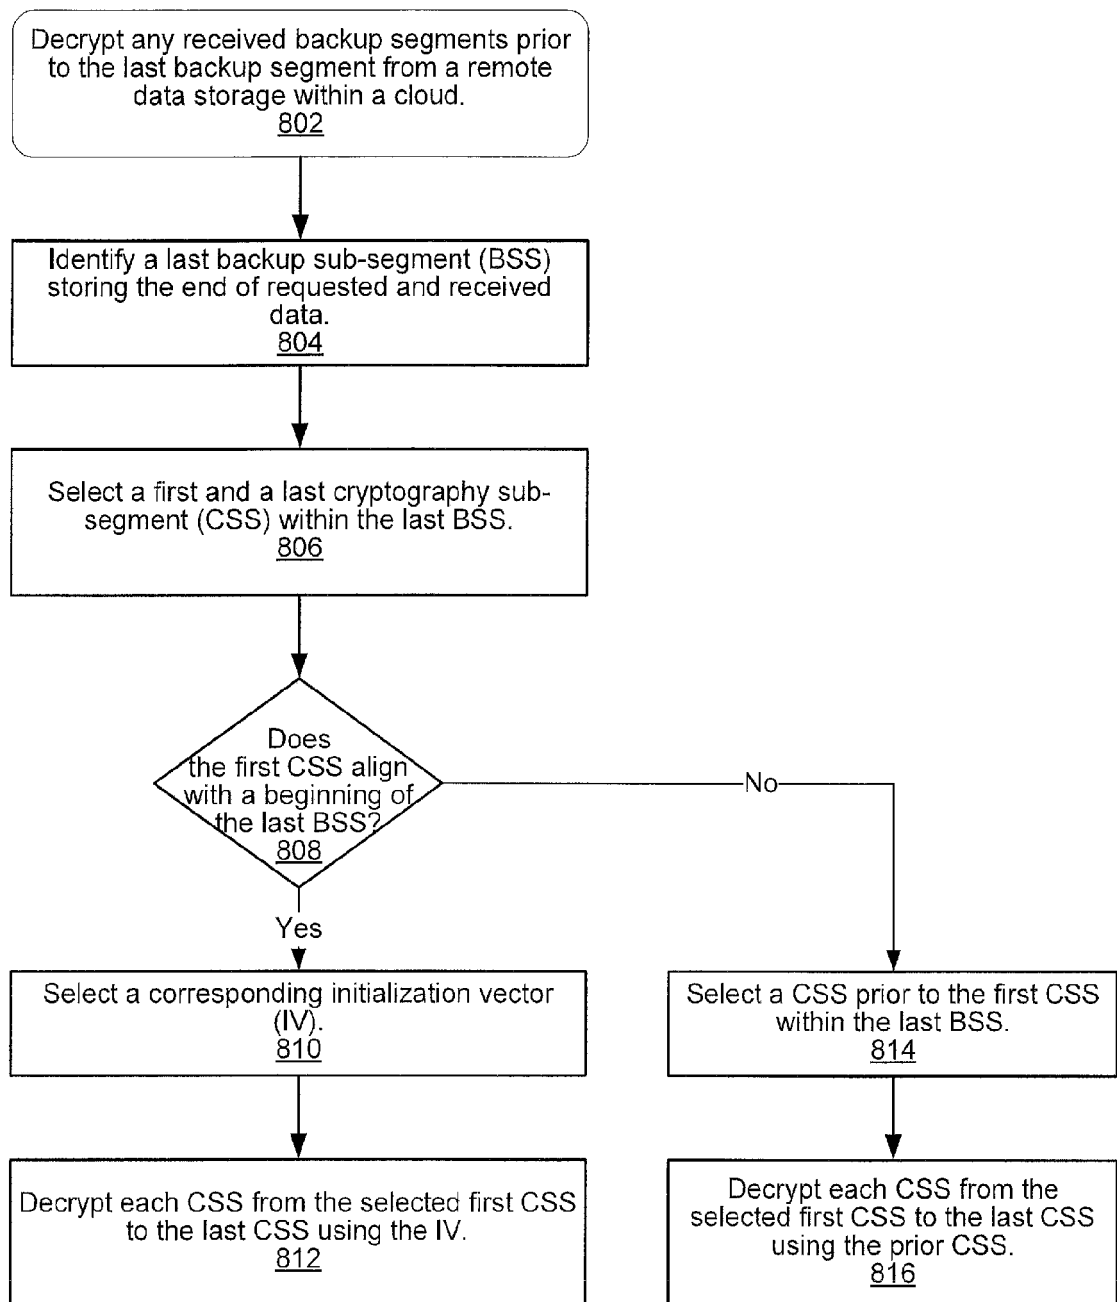 Decrypt any received backup segments prior
to the last backup segment from a remote
data storage within a cloud.
802
Identify a last backup sub-segment (BSS)
storing the end of requested and received
data.
804
Select a first and a last cryptography sub-
segment (CSS) within the last BSS.
806
Does
the first CSS align
with a beginning of
the last BSS?
808
No
Yes
Select a corresponding initialization vector
(IV).
810
Select a CSS prior to the first CSS
within the last BSS.
814
Decrypt each CSS from the selected first CSS
to the last CSS using the IV.
812
Decrypt each CSS from the
selected first CSS to the last CSS
using the prior CSS.
816